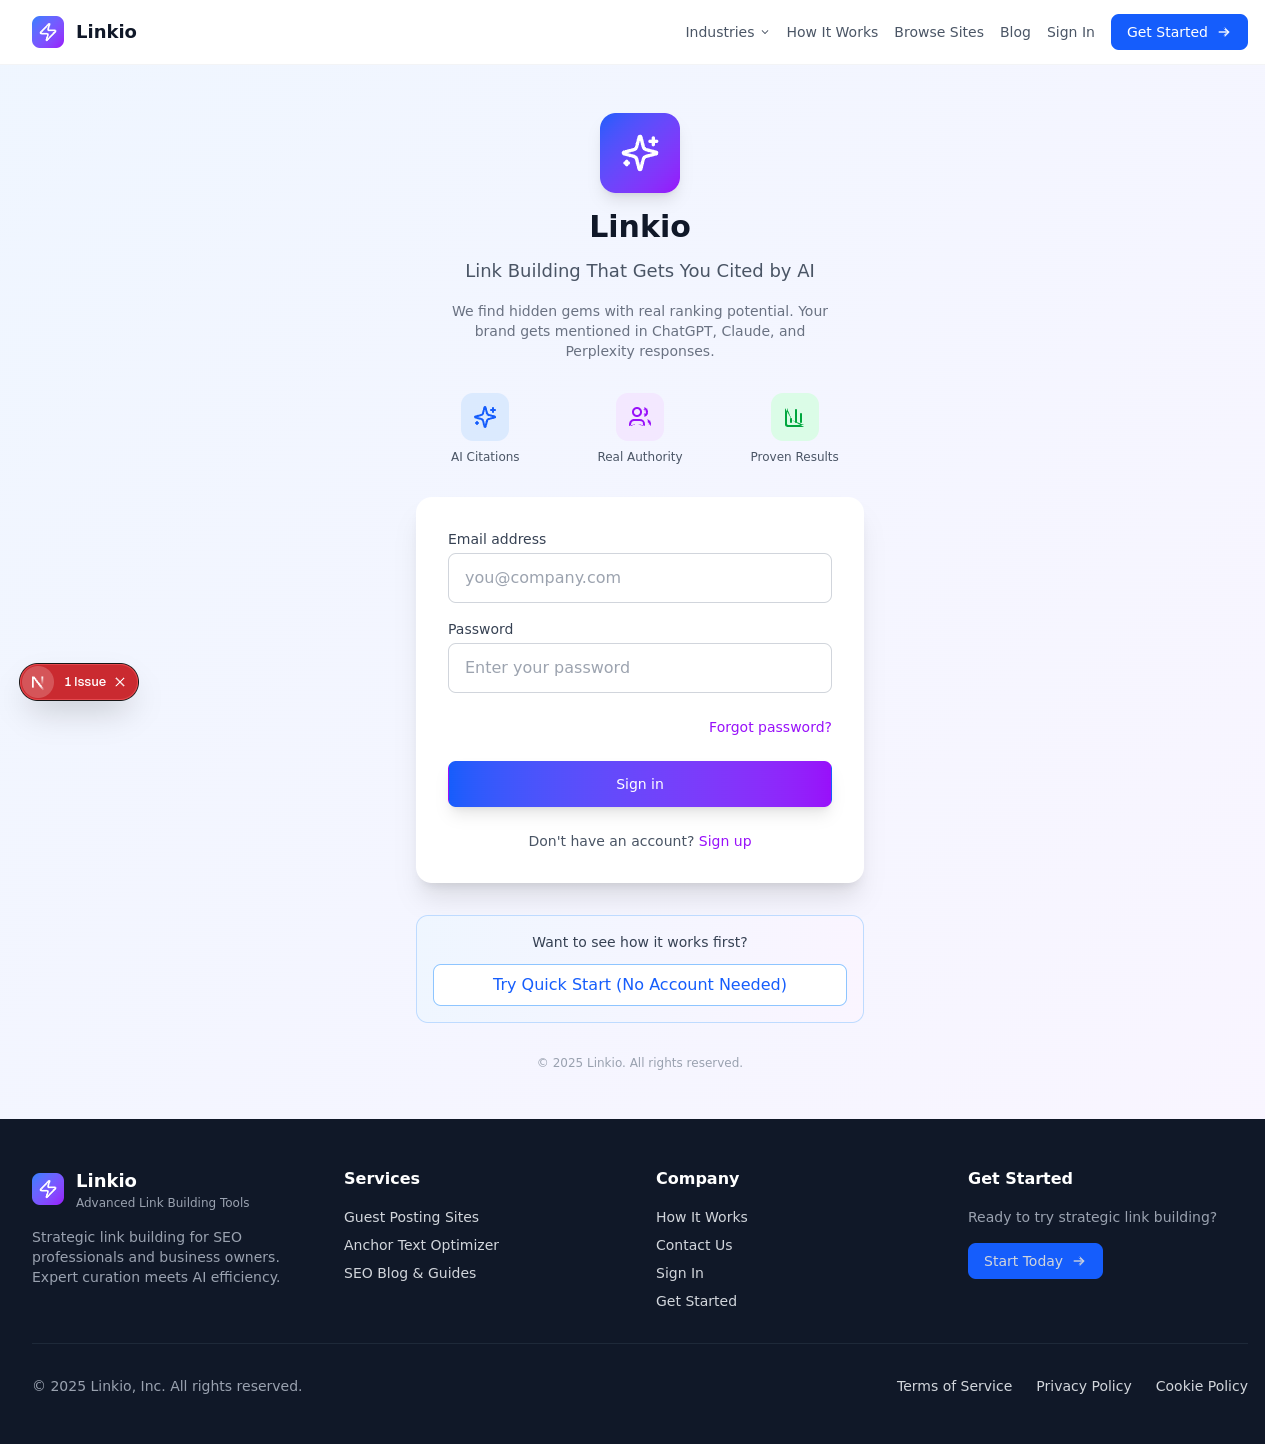 Linkio
Industries
How It Works
Browse Sites
Blog
Sign In
Get Started
Linkio
Link Building That Gets You Cited by AI
We find hidden gems with real ranking potential. Your
brand gets mentioned in ChatGPT, Claude, and
Perplexity responses.
AI Citations
Real Authority
Proven Results
Email address
you@company.com
Password
Enter your password
Forgot password?
Sign in
Don't have an account? Sign up
N
1 Issue
Want to see how it works first?
Try Quick Start (No Account Needed)
© 2025 Linkio. All rights reserved.
Linkio
Advanced Link Building Tools
Strategic link building for SEO
professionals and business owners.
Expert curation meets AI efficiency.
Services
Guest Posting Sites
Anchor Text Optimizer
SEO Blog & Guides
Company
How It Works
Contact Us
Sign In
Get Started
Get Started
Ready to try strategic link building?
Start Today
© 2025 Linkio, Inc. All rights reserved.
Terms of Service
Privacy Policy
Cookie Policy